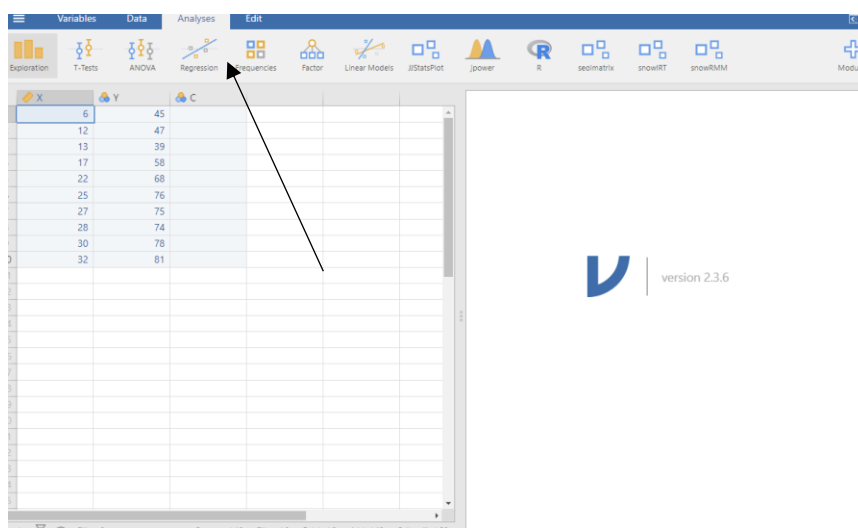 Variables Data Analyses Edit
Exploration T-Tests ANOVA Regression Frequencies Factor Linear Models JJStatsPlot jpower R seolmatrix snowIRT snowRMM Modu
X Y C
6 45
12 47
13 39
17 58
22 68
25 76
27 75
28 74
30 78
32 81
version 2.3.6